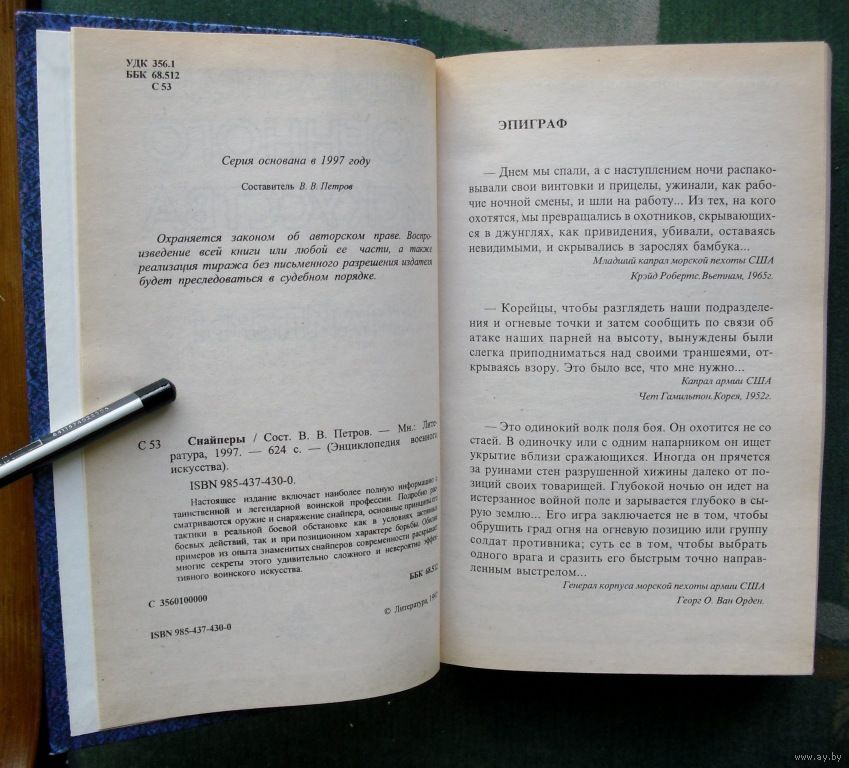 УДК 356.1
ББК 68.512
С 53
Серия основана в 1997 году
Составитель В. В. Петров
Охраняется законом об авторском праве. Воспро-
изведение всей книги или любой ее части, а также
реализация тиража без письменного разрешения издателя
будет преследоваться в судебном порядке.
С 53
Снайперы / Сост. В. В. Петров. — Мн.: Лите-
ратура, 1997. — 624 с. — (Энциклопедия военного
искусства).
ISBN 985-437-430-0.
Настоящее издание включает наиболее полную информацию о
таинственной и легендарной воинской профессии. Подробно рас-
сматриваются оружие и снаряжение снайпера, основные принципы его
тактики в реальной боевой обстановке как в условиях активных
боевых действий, так и при позиционном характере борьбы. Обилие
примеров из опыта знаменитых снайперов современности раскрывает
многие секреты этого удивительно сложного и невероятно эффек-
тивного воинского искусства.
ББК 68.512
С 3560100000
© Литература, 1997
ISBN 985-437-430-0
ЭПИГРАФ
— Днем мы спали, а с наступлением ночи распако-
вывали свои винтовки и прицелы, ужинали, как рабо-
чие ночной смены, и шли на работу... Из тех, на кого
охотятся, мы превращались в охотников, скрывающих-
ся в джунглях, как привидения, убивали, оставаясь
невидимыми, и скрывались в зарослях бамбука...
Младший капрал морской пехоты США
Крэйд Робертс. Вьетнам, 1965г.
— Корейцы, чтобы разглядеть наши подразделе-
ния и огневые точки и затем сообщить по связи об
атаке наших парней на высоту, вынуждены были
слегка приподниматься над своими траншеями, от-
крываясь взору. Это было все, что мне нужно...
Капрал армии США
Чет Гамильтон. Корея, 1952г.
— Это одинокий волк поля боя. Он охотится не со
стаей. В одиночку или с одним напарником он ищет
укрытие вблизи сражающихся. Иногда он прячется
за руинами стен разрушенной хижины далеко от по-
зиций своих товарищей. Глубокой ночью он идет на
истерзанное войной поле и зарывается глубоко в сы-
рую землю... Его игра заключается не в том, чтобы
обрушить град огня на огневую позицию или группу
солдат противника; суть ее в том, чтобы выбрать
одного врага и сразить его быстрым точно направ-
ленным выстрелом...
Генерал корпуса морской пехоты армии США
Георг О. Ван Орден.
www.ay.by